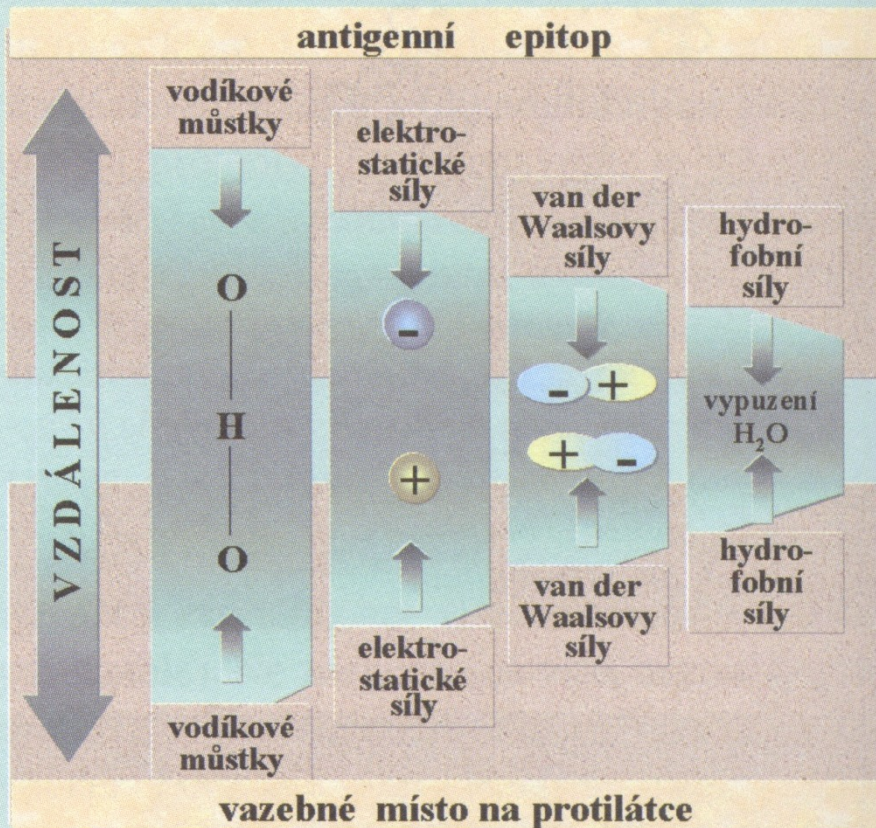 antigenní epitop
vodíkové
můstky
elektro-
statické
síly
van der
Waalsovy
síly
hydro-
fobní
síly
VZDÁLENOST
O
H
O
-
+
- +
+ -
vypuzení
H₂O
hydro-
fobní
síly
van der
Waalsovy
síly
elektro-
statické
síly
vodíkové
můstky
vazebné místo na protilátce